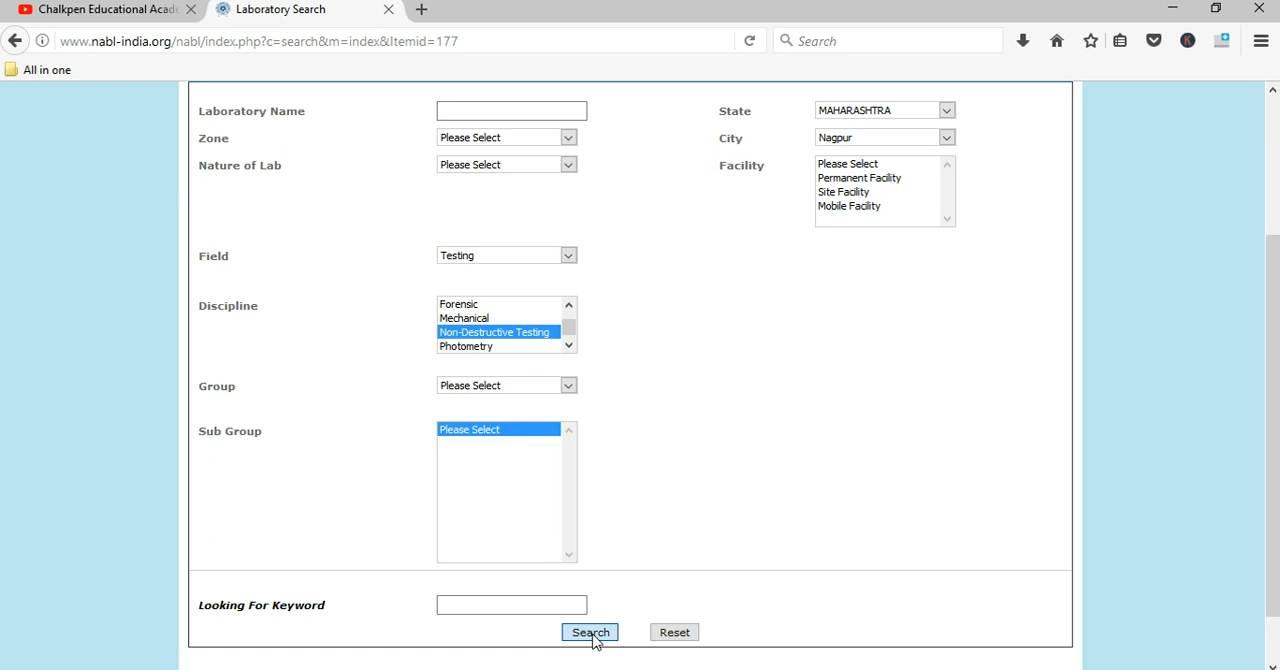 Chalkpen Educational Acade
Laboratory Search
www.nabl-india.org/nabl/index.php?c=search&m=index&Itemid=177
Search
K
All in one
Laboratory Name
State
MAHARASHTRA
Zone
Please Select
City
Nagpur
Nature of Lab
Please Select
Facility
Please Select
Permanent Facility
Site Facility
Mobile Facility
Field
Testing
Discipline
Forensic
Mechanical
Non-Destructive Testing
Photometry
Group
Please Select
Sub Group
Please Select
Looking For Keyword
Search
Reset